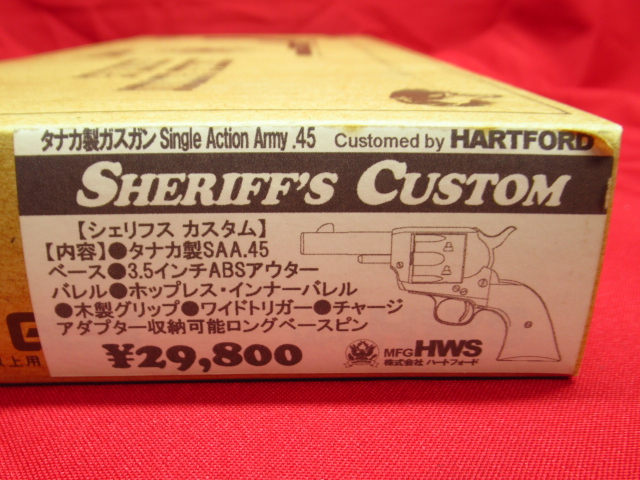 タナカ製ガスガン Single Action Army .45 Customed by HARTFORD
SHERIFF'S CUSTOM
【シェリフス カスタム】
【内容】●タナカ製SAA.45
ベース●3.5インチABSアウター
バレル●ホップレス・インナーバレル
●木製グリップ●ワイドトリガー●チャージ
アダプター収納可能ロングベースピン
¥29,800
MFG HWS
株式会社 ハートフォード
以上用